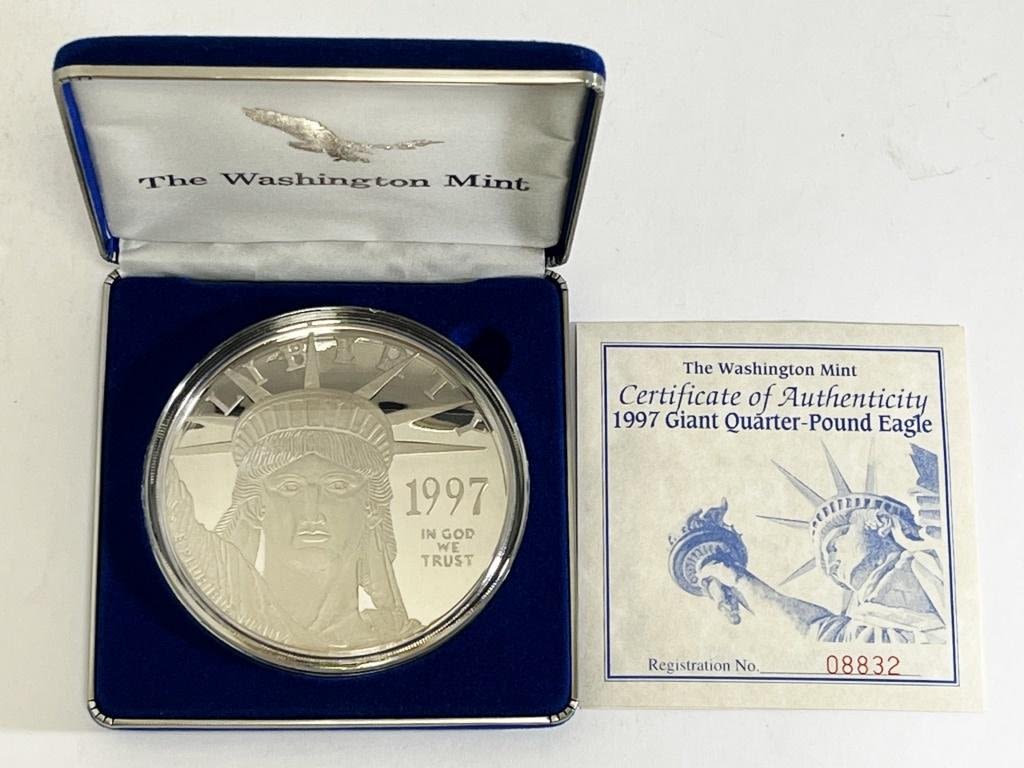 The Washington Mint
LIBERTY
1997
IN GOD
WE
TRUST
E PLURIBUS
The Washington Mint
Certificate of Authenticity
1997 Giant Quarter-Pound Eagle
Registration No. 08832